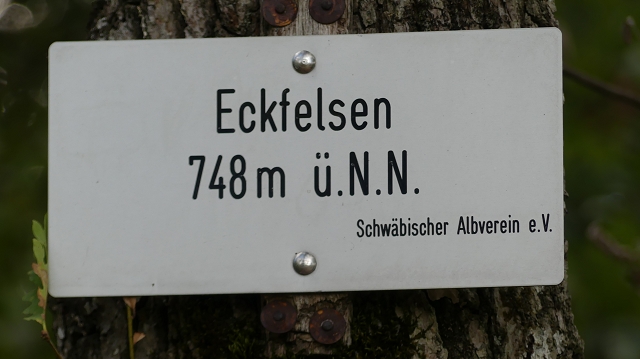 Eckfelsen
748m ü.N.N.
Schwäbischer Albverein e.V.